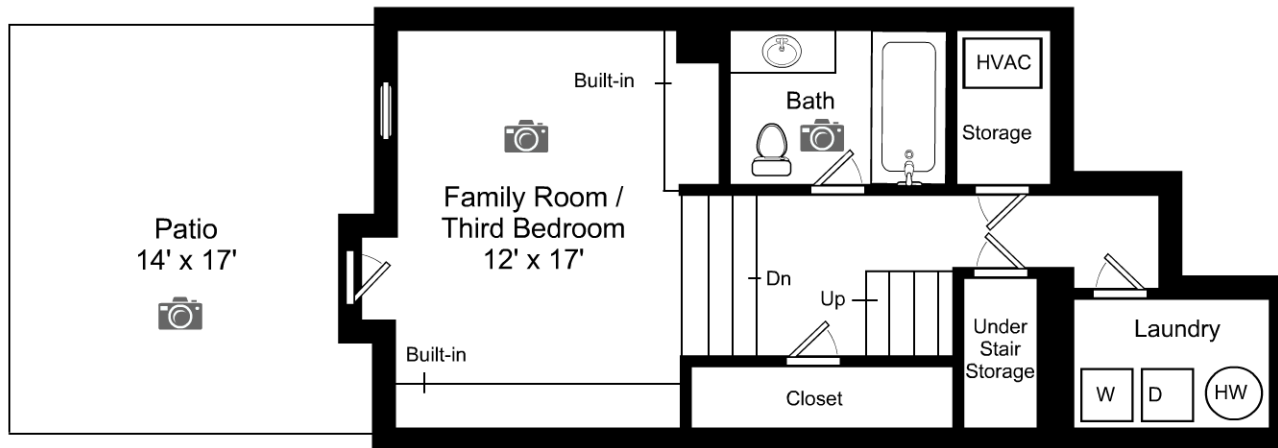 HVAC
Built-in
Bath
Storage
Family Room /
Third Bedroom
12' x 17'
Patio
14' x 17'
Dn
Up
Under
Stair
Storage
Laundry
Built-in
W
D
HW
Closet